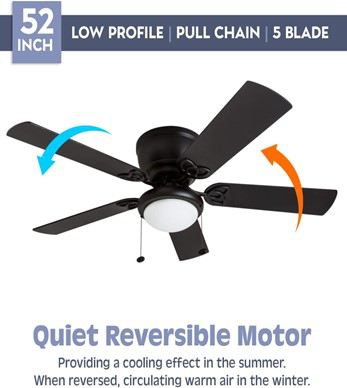 52 INCH LOW PROFILE | PULL CHAIN | 5 BLADE
Quiet Reversible Motor
Providing a cooling effect in the summer.
When reversed, circulating warm air in the winter.